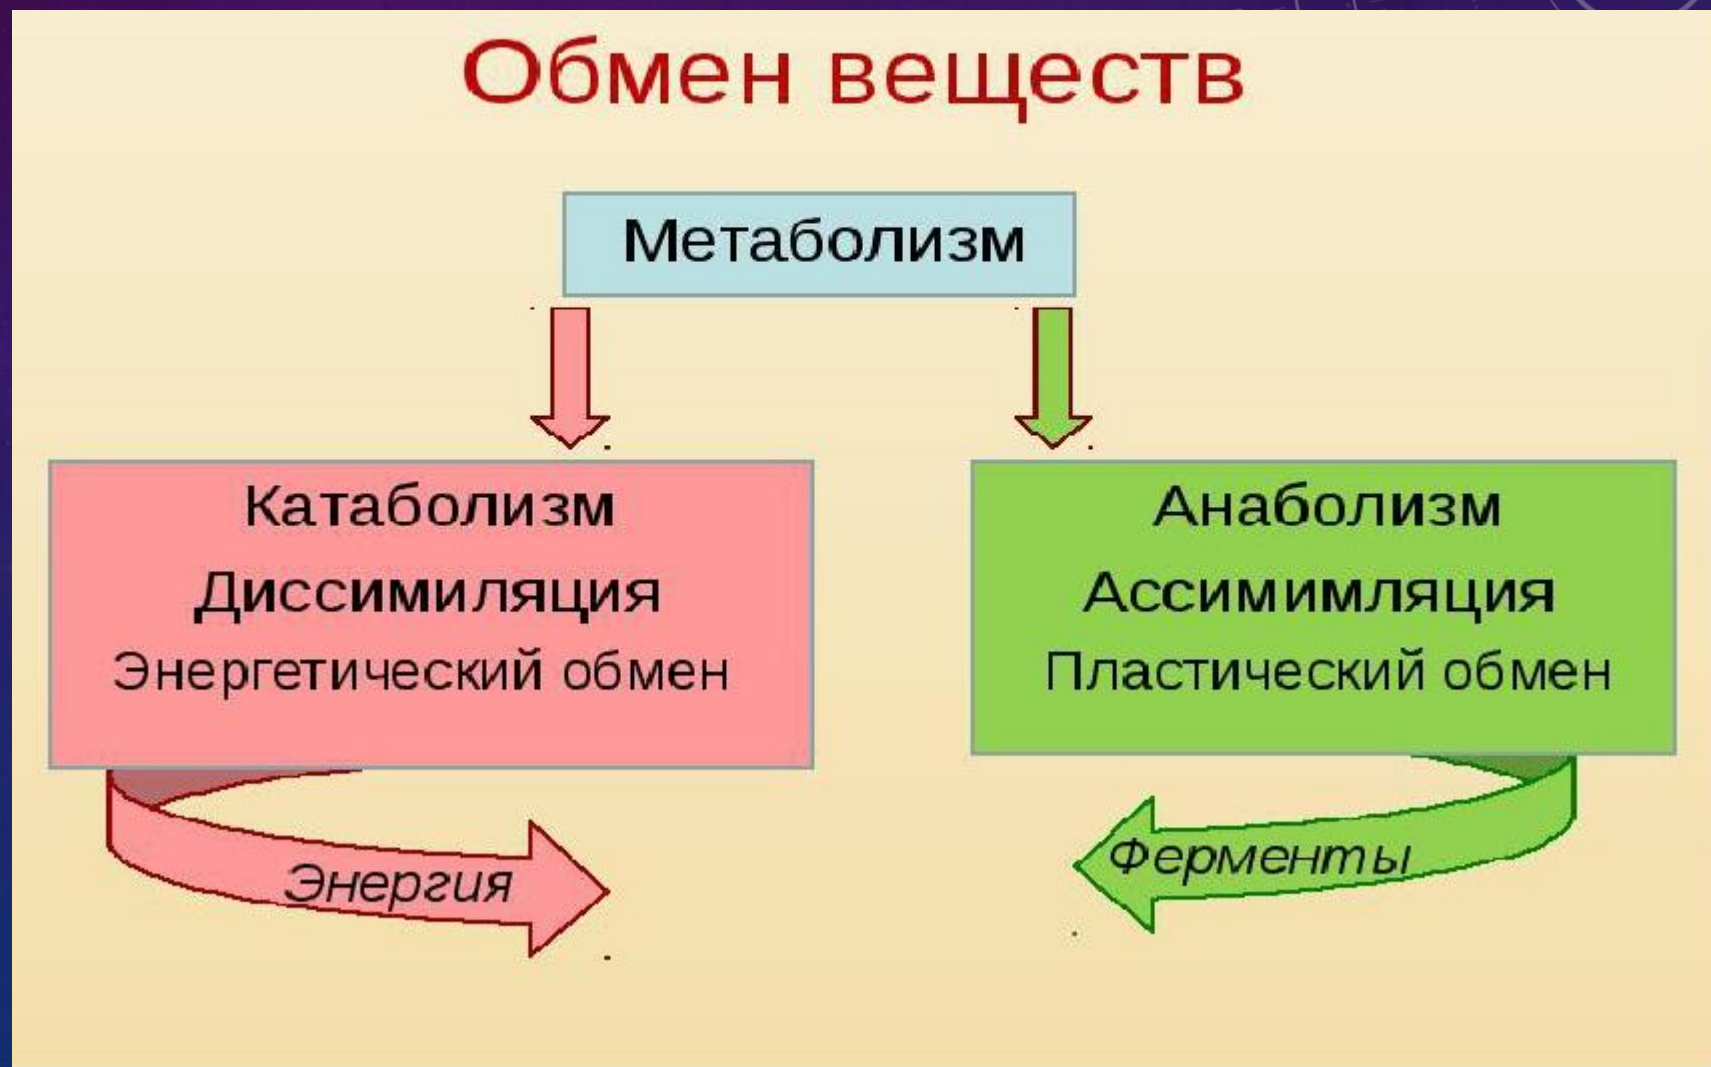 Обмен веществ
Метаболизм
Катаболизм
Диссимиляция
Энергетический обмен
Анаболизм
Ассимимляция
Пластический обмен
Энергия
Ферменты